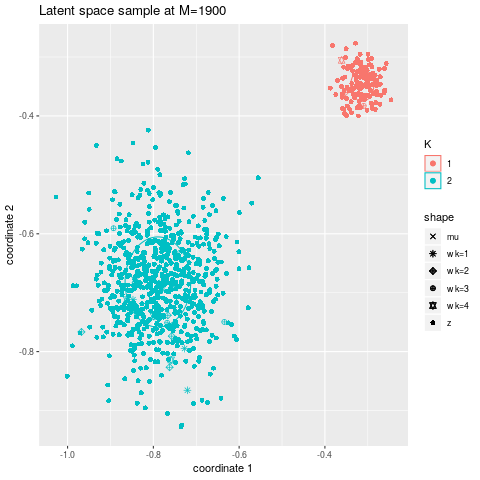 Latent space sample at M=1900
coordinate 2
-0.4
-0.6
-0.8
-1.0
-0.8
-0.6
-0.4
coordinate 1
K
1
2
shape
mu
w k=1
w k=2
w k=3
w k=4
z